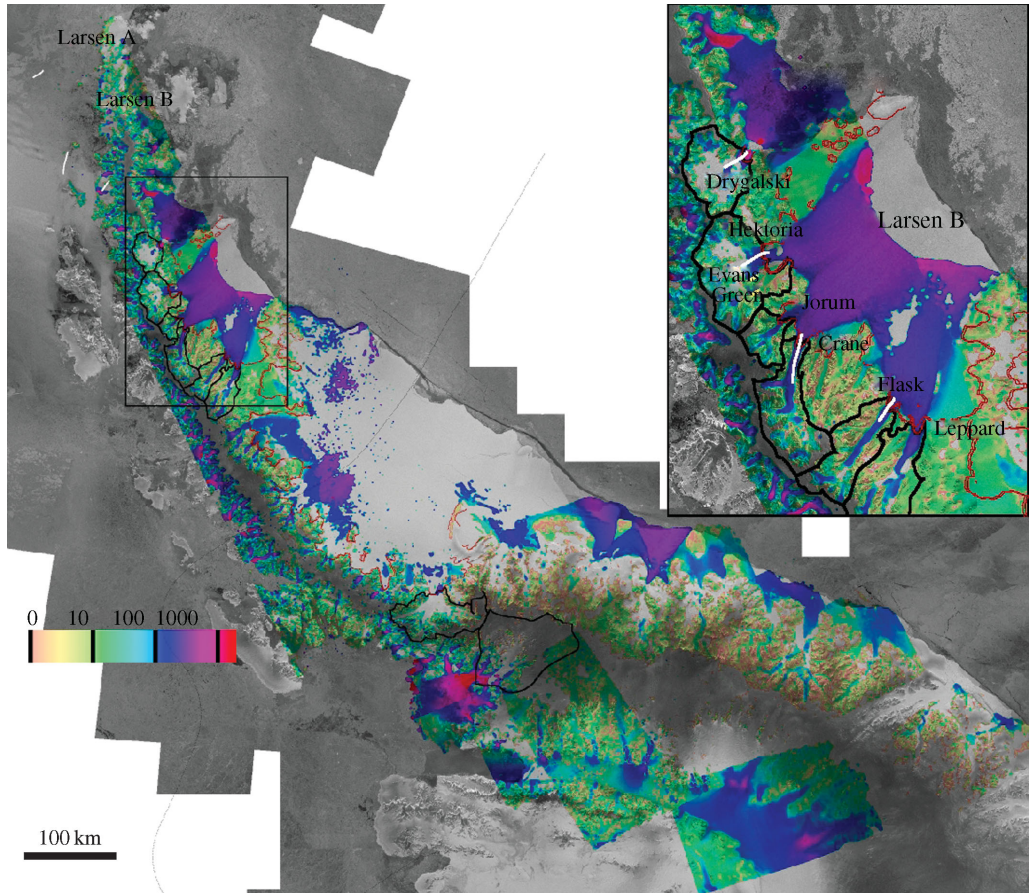 Larsen A
Larsen B
Drygalski
Hektoria
Larsen B
Evans
Green
Jorum
Crane
Flask
Leppard
0 10 100 1000
100 km